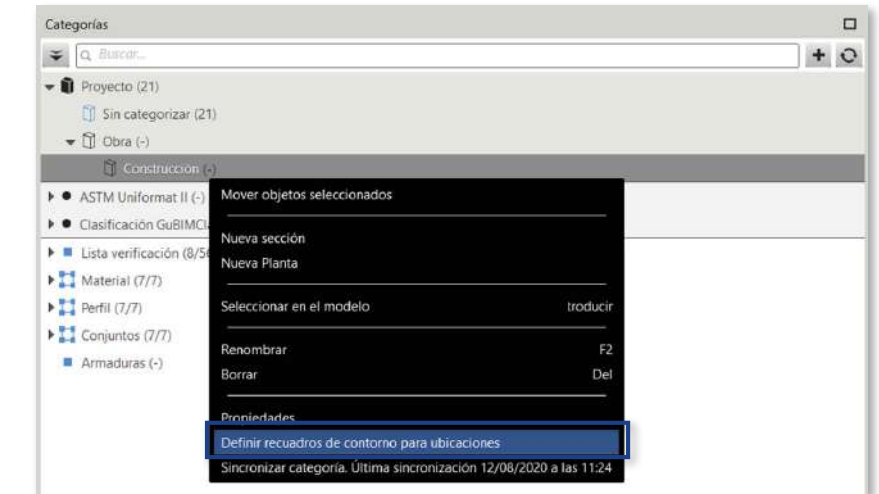 Categorías
Buscar...
Proyecto (21)
Sin categorizar (21)
Obra (-)
Construcción (-)
ASTM Uniformat II (-)
Clasificación GuBIMCl
Lista verificación (8/5
Material (7/7)
Perfil (7/7)
Conjuntos (7/7)
Armaduras (-)
Mover objetos seleccionados
Nueva sección
Nueva Planta
Seleccionar en el modelo troducir
Renombrar F2
Borrar Del
Propiedades
Definir recuadros de contorno para ubicaciones
Sincronizar categoría. Última sincronización 12/08/2020 a las 11:24